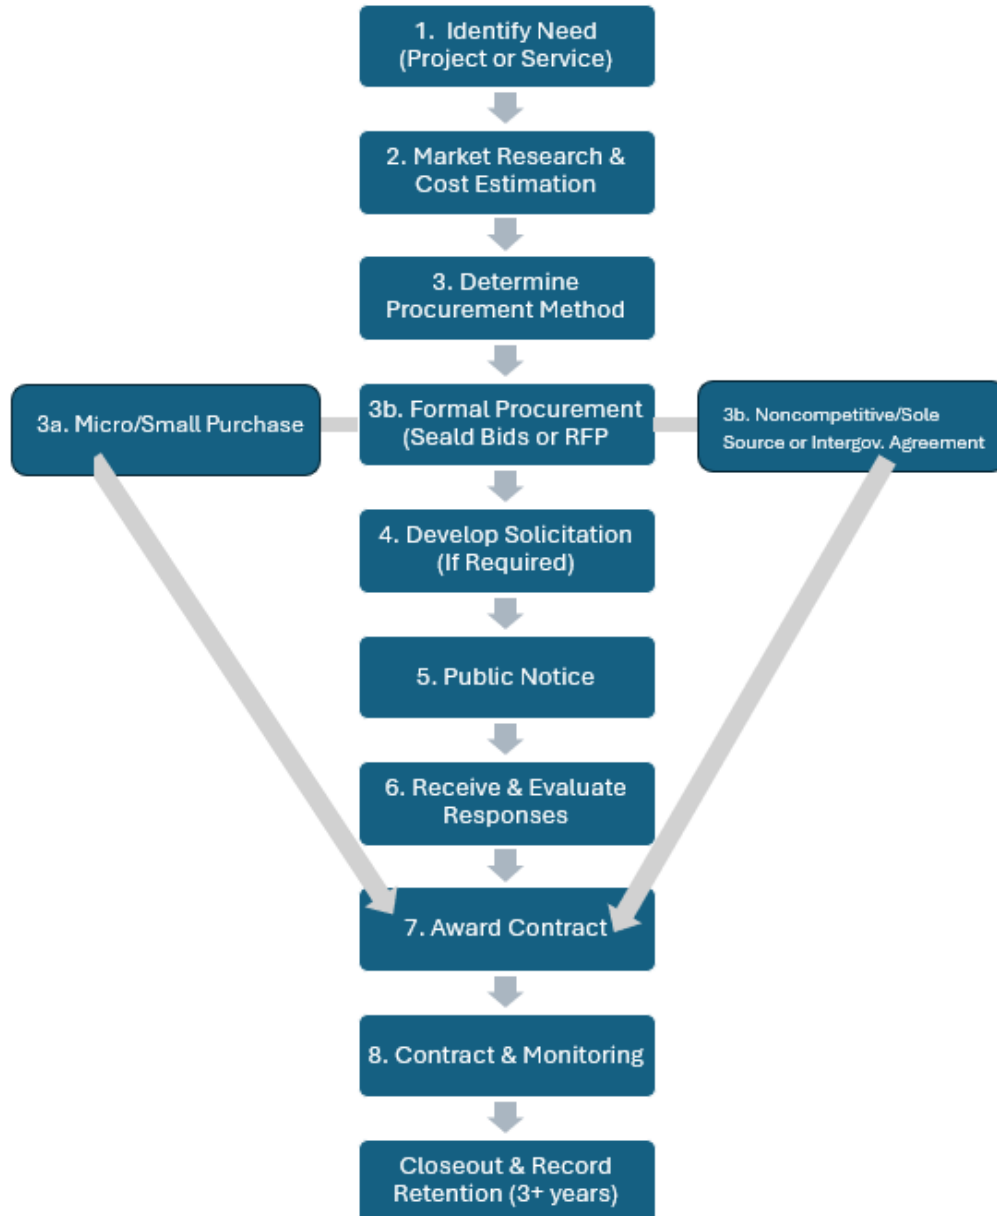 1. Identify Need
(Project or Service)
2. Market Research &
Cost Estimation
3. Determine
Procurement Method
3a. Micro/Small Purchase
3b. Formal Procurement
(Seald Bids or RFP
3b. Noncompetitive/Sole
Source or Intergov. Agreement
4. Develop Solicitation
(If Required)
5. Public Notice
6. Receive & Evaluate
Responses
7. Award Contract
8. Contract & Monitoring
Closeout & Record
Retention (3+ years)